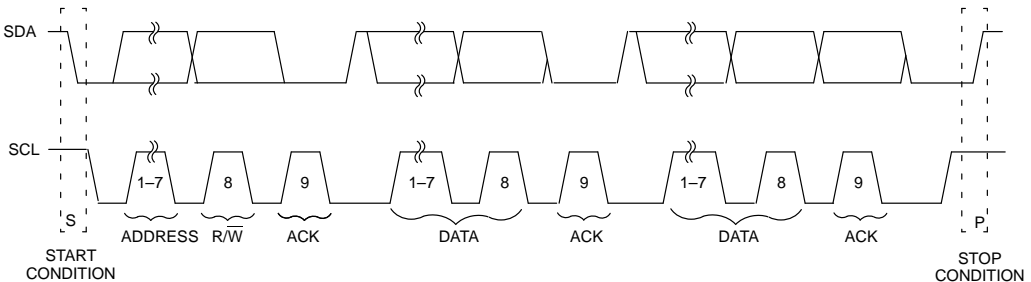 SDA
SCL
1–7 8 9 1–7 8 9 1–7 8 9
S P
ADDRESS R/W̅ ACK DATA ACK DATA ACK
START
CONDITION
STOP
CONDITION